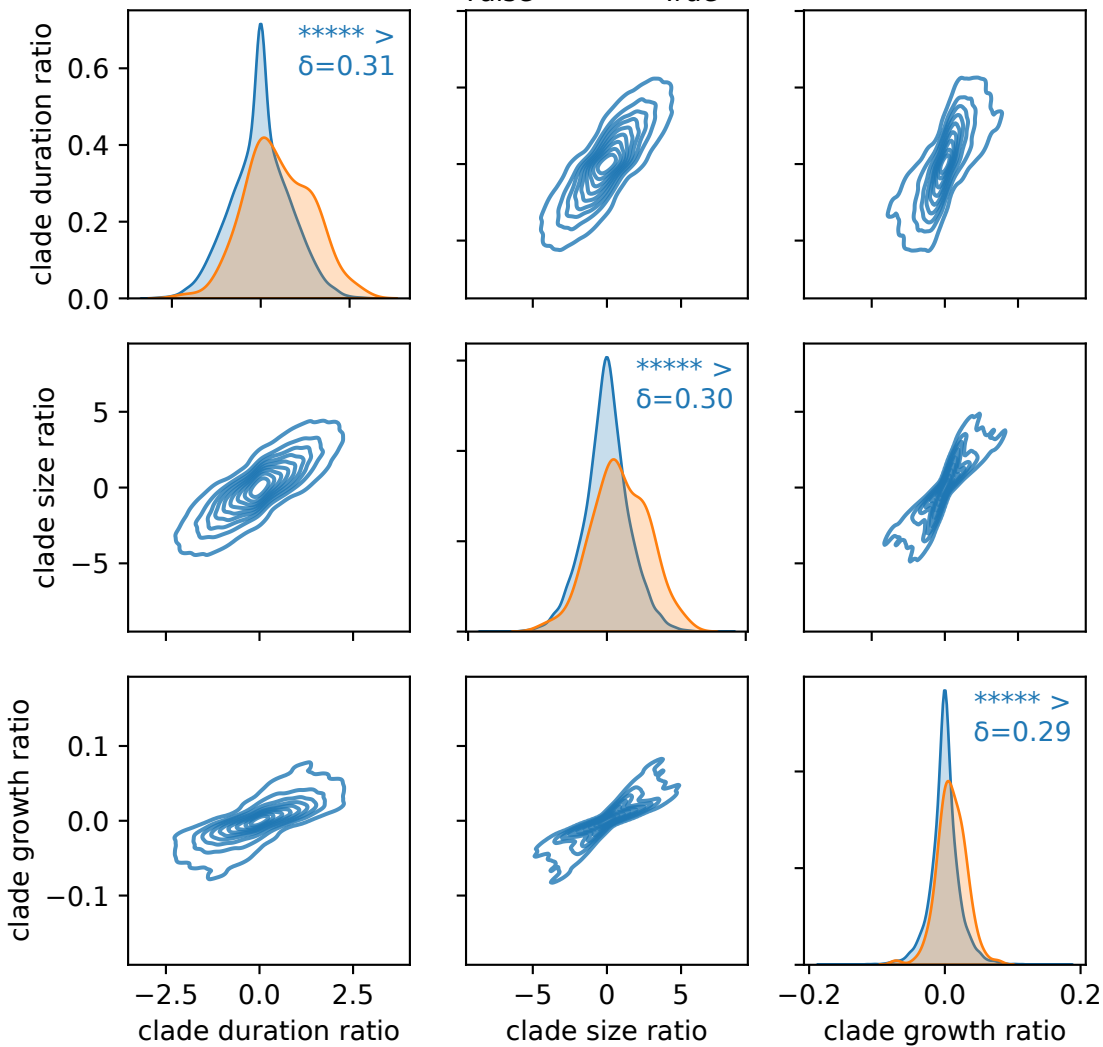 ***** >
δ=0.31
clade duration ratio
0.6
0.4
0.2
0.0
***** >
δ=0.30
clade size ratio
5
0
−5
***** >
δ=0.29
clade growth ratio
0.1
0.0
−0.1
−2.5 0.0 2.5 −5 0 5 −0.2 0.0 0.2
clade duration ratio clade size ratio clade growth ratio